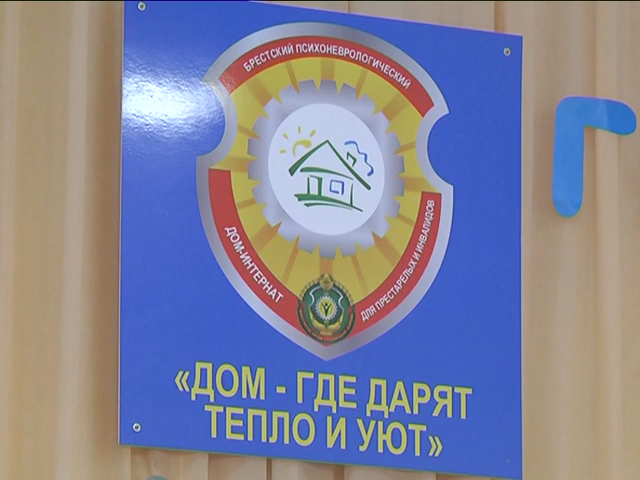 БРЕСТСКИЙ ПСИХОНЕВРОЛОГИЧЕСКИЙ
ДОМ-ИНТЕРНАТ
ДЛЯ ПРЕСТАРЕЛЫХ И ИНВАЛИДОВ
«ДОМ - ГДЕ ДАРЯТ
ТЕПЛО И УЮТ»
Г